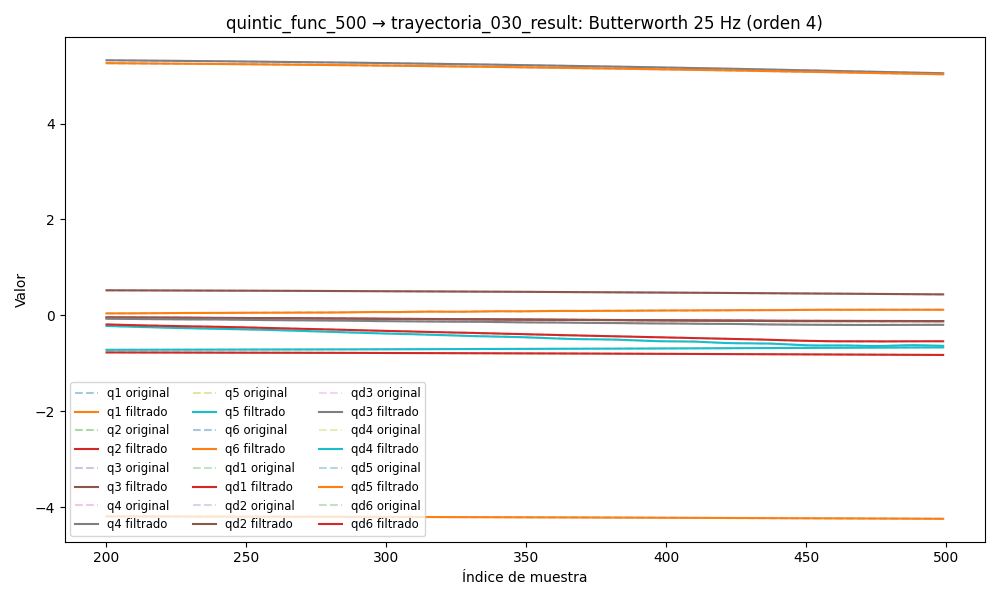 quintic_func_500 → trayectoria_030_result: Butterworth 25 Hz (orden 4)
Valor
4
2
0
−2
−4
q1 original
q1 filtrado
q2 original
q2 filtrado
q3 original
q3 filtrado
q4 original
q4 filtrado
q5 original
q5 filtrado
q6 original
q6 filtrado
qd1 original
qd1 filtrado
qd2 original
qd2 filtrado
qd3 original
qd3 filtrado
qd4 original
qd4 filtrado
qd5 original
qd5 filtrado
qd6 original
qd6 filtrado
200
250
300
350
400
450
500
Índice de muestra